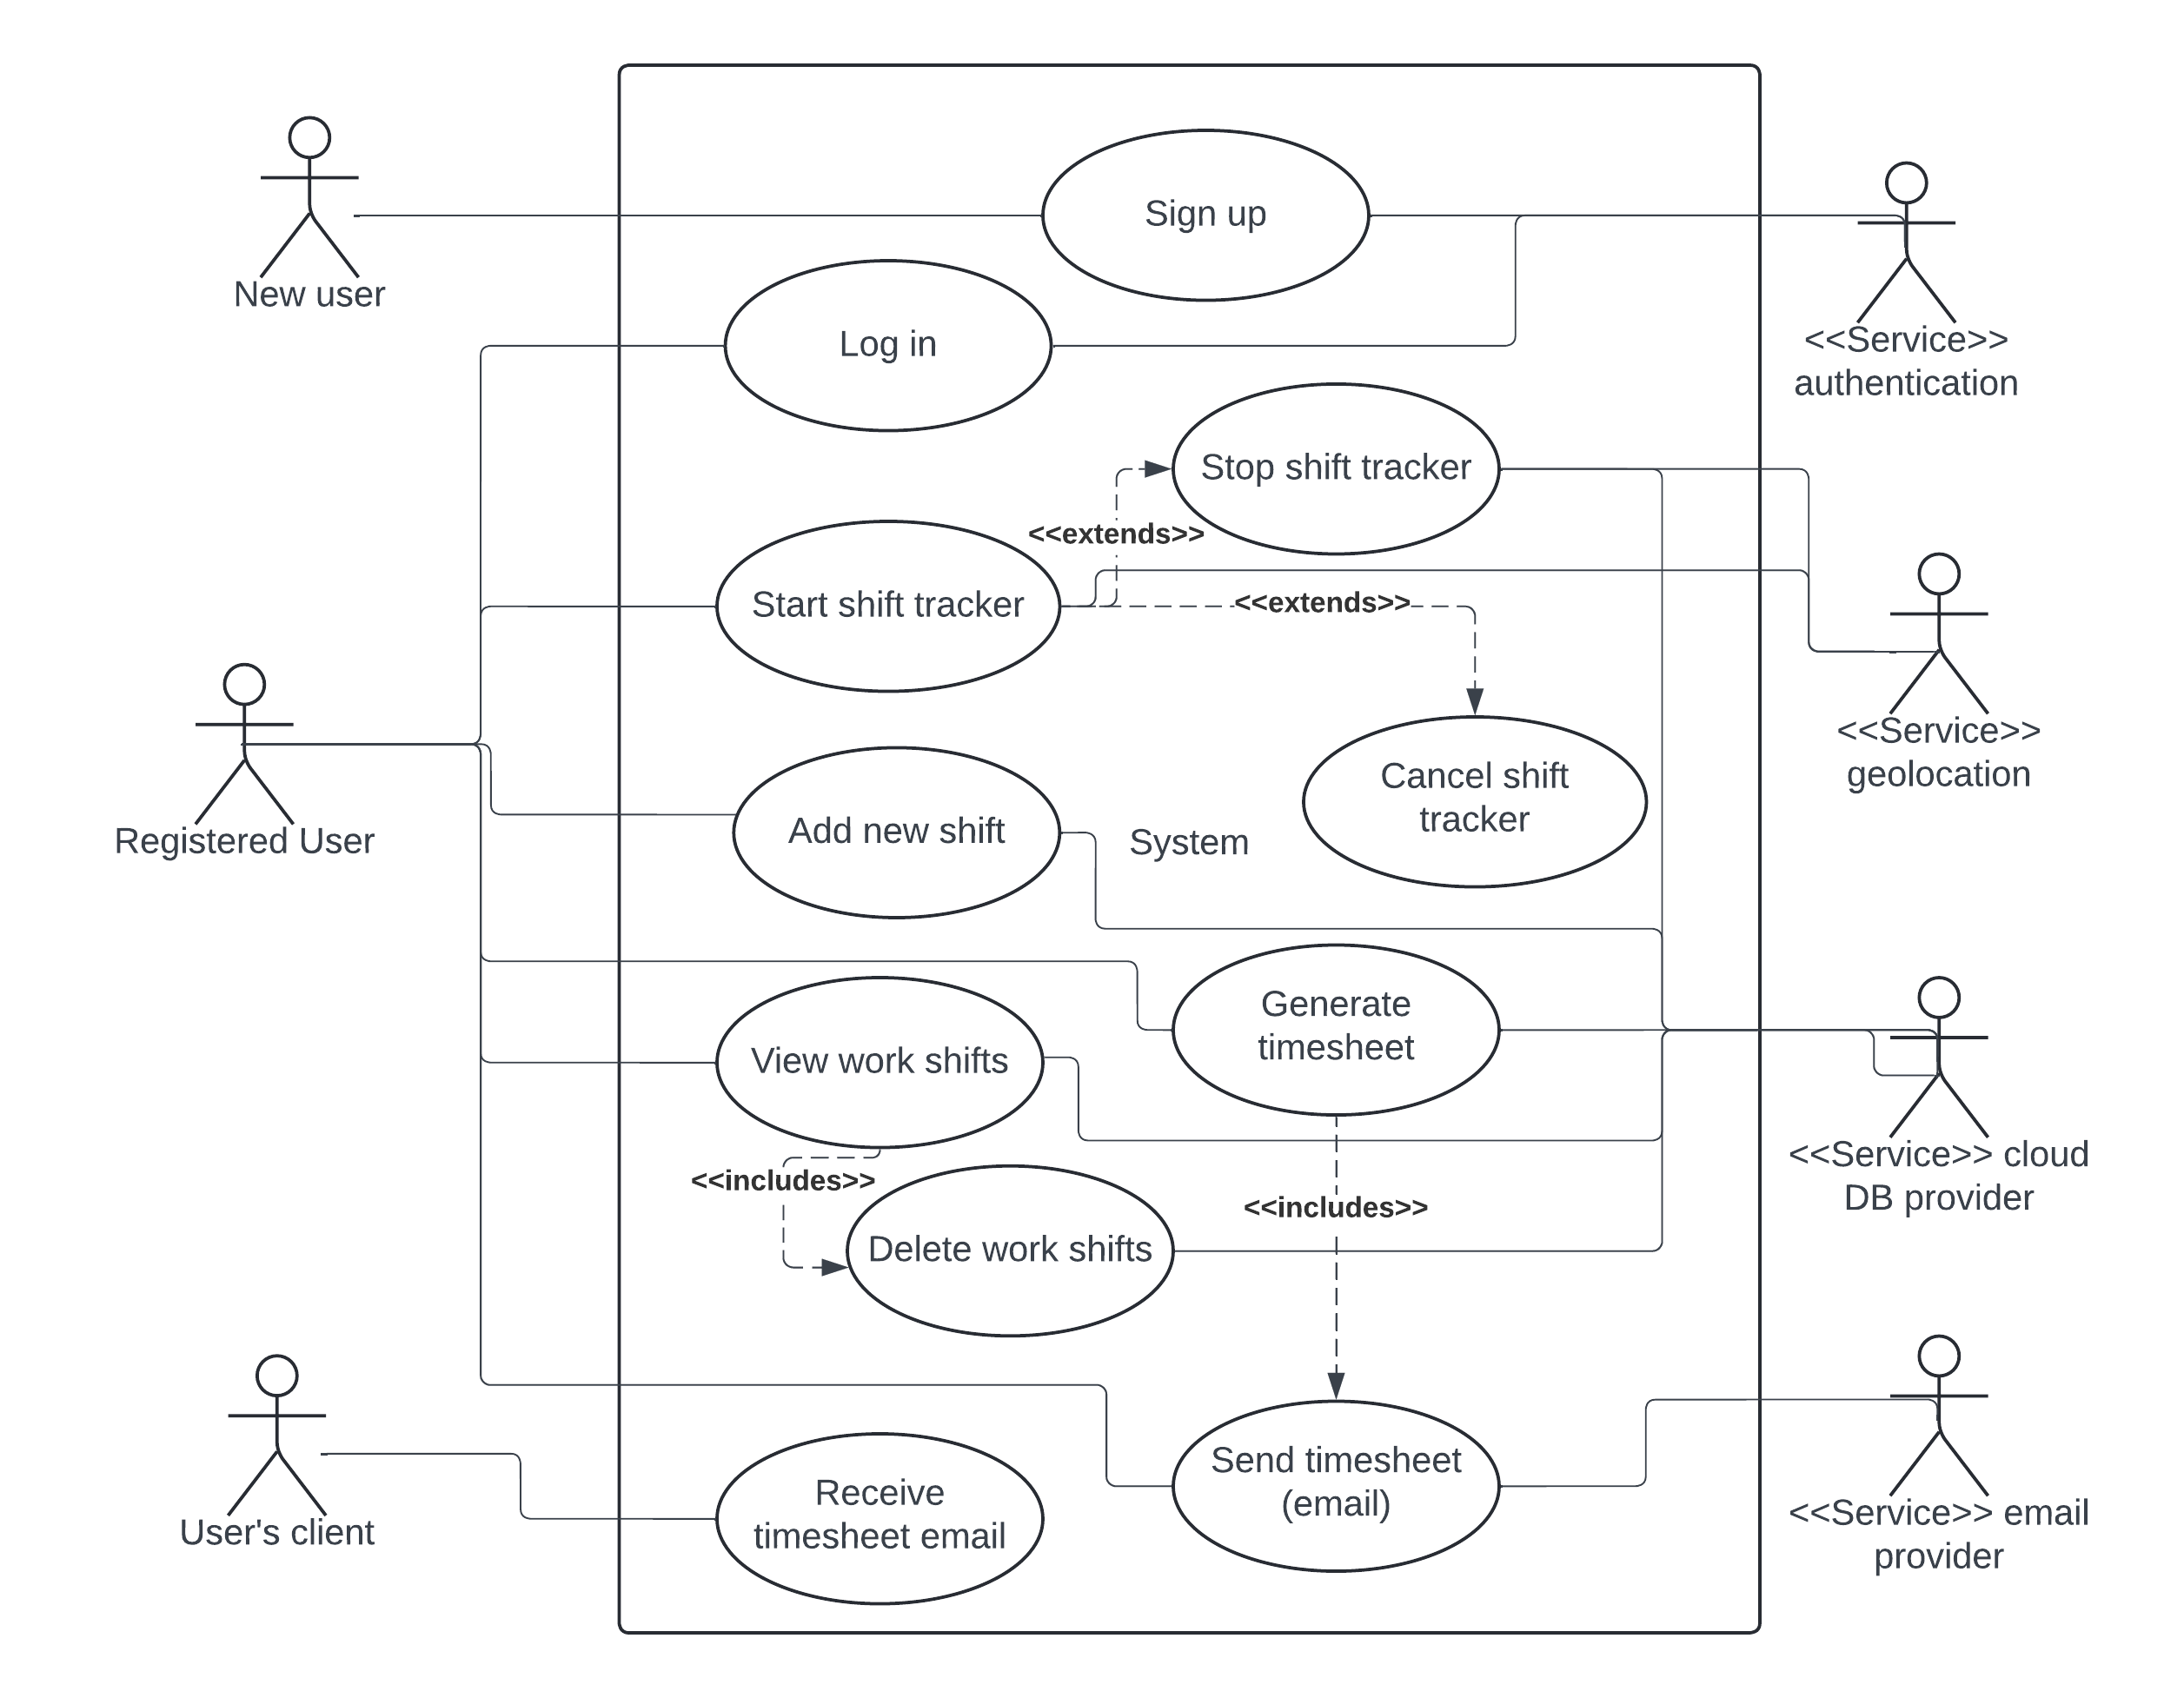 Sign up
New user
Log in
<<Service>>
authentication
Stop shift tracker
<<extends>>
Start shift tracker
<<extends>>
<<Service>>
geolocation
Cancel shift
tracker
Registered User
Add new shift
System
Generate
timesheet
View work shifts
<<Service>> cloud
DB provider
<<includes>>
<<includes>>
Delete work shifts
Send timesheet
(email)
Receive
timesheet email
User's client
<<Service>> email
provider